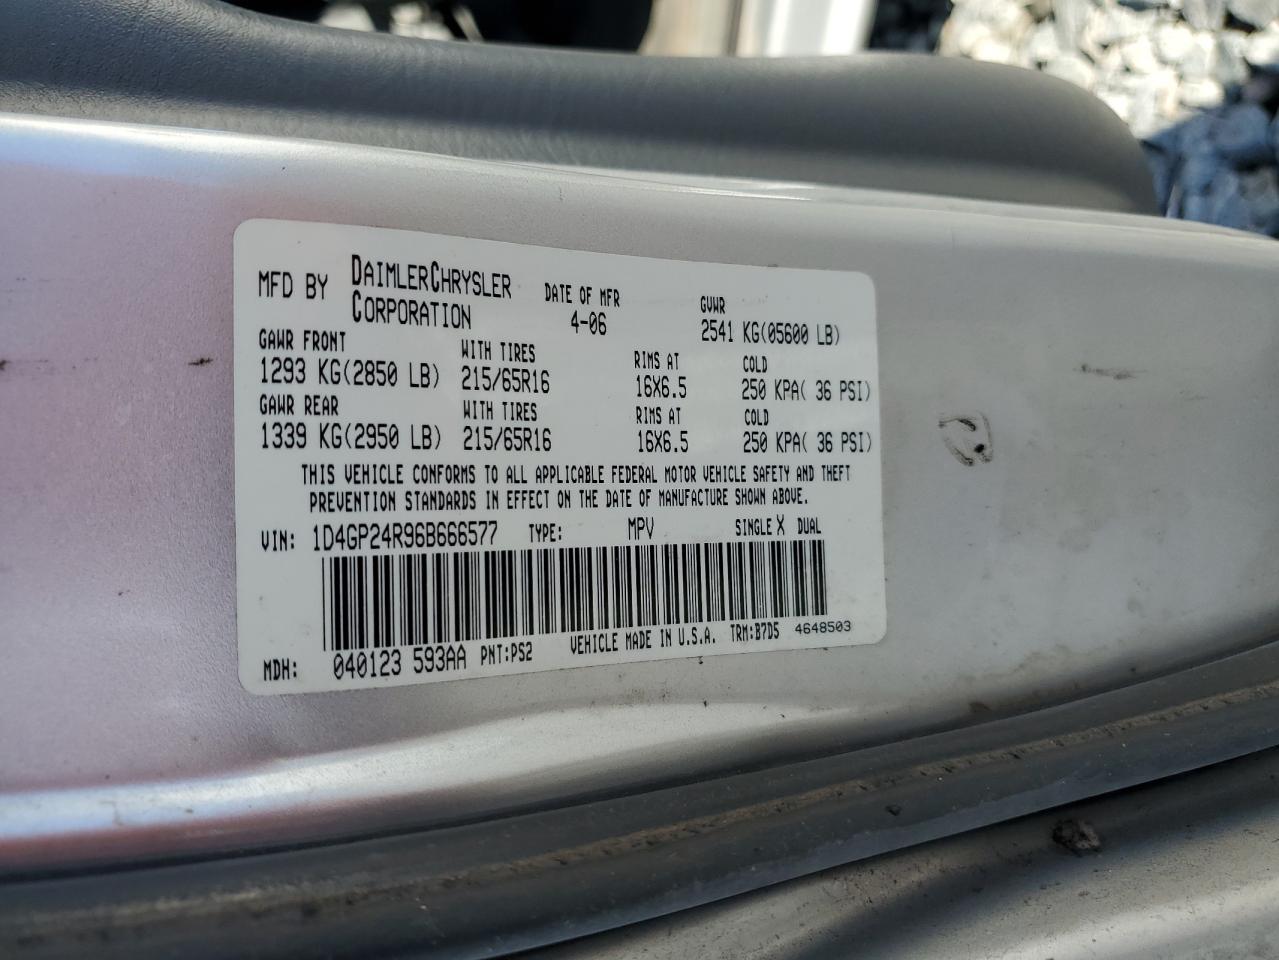 MFD BY DAIMLERCHRYSLER CORPORATION DATE OF MFR 4-06 GVWR 2541 KG(05600 LB)
GAWR FRONT WITH TIRES RIMS AT COLD
1293 KG(2850 LB) 215/65R16 16X6.5 250 KPA( 36 PSI)
GAWR REAR WITH TIRES RIMS AT COLD
1339 KG(2950 LB) 215/65R16 16X6.5 250 KPA( 36 PSI)
THIS VEHICLE CONFORMS TO ALL APPLICABLE FEDERAL MOTOR VEHICLE SAFETY AND THEFT
PREVENTION STANDARDS IN EFFECT ON THE DATE OF MANUFACTURE SHOWN ABOVE.
VIN: 1D4GP24R96B666577 TYPE: MPV SINGLE X DUAL
MDH: 040123 593AA PNT:PS2 VEHICLE MADE IN U.S.A. TRM:B7D5 4648503